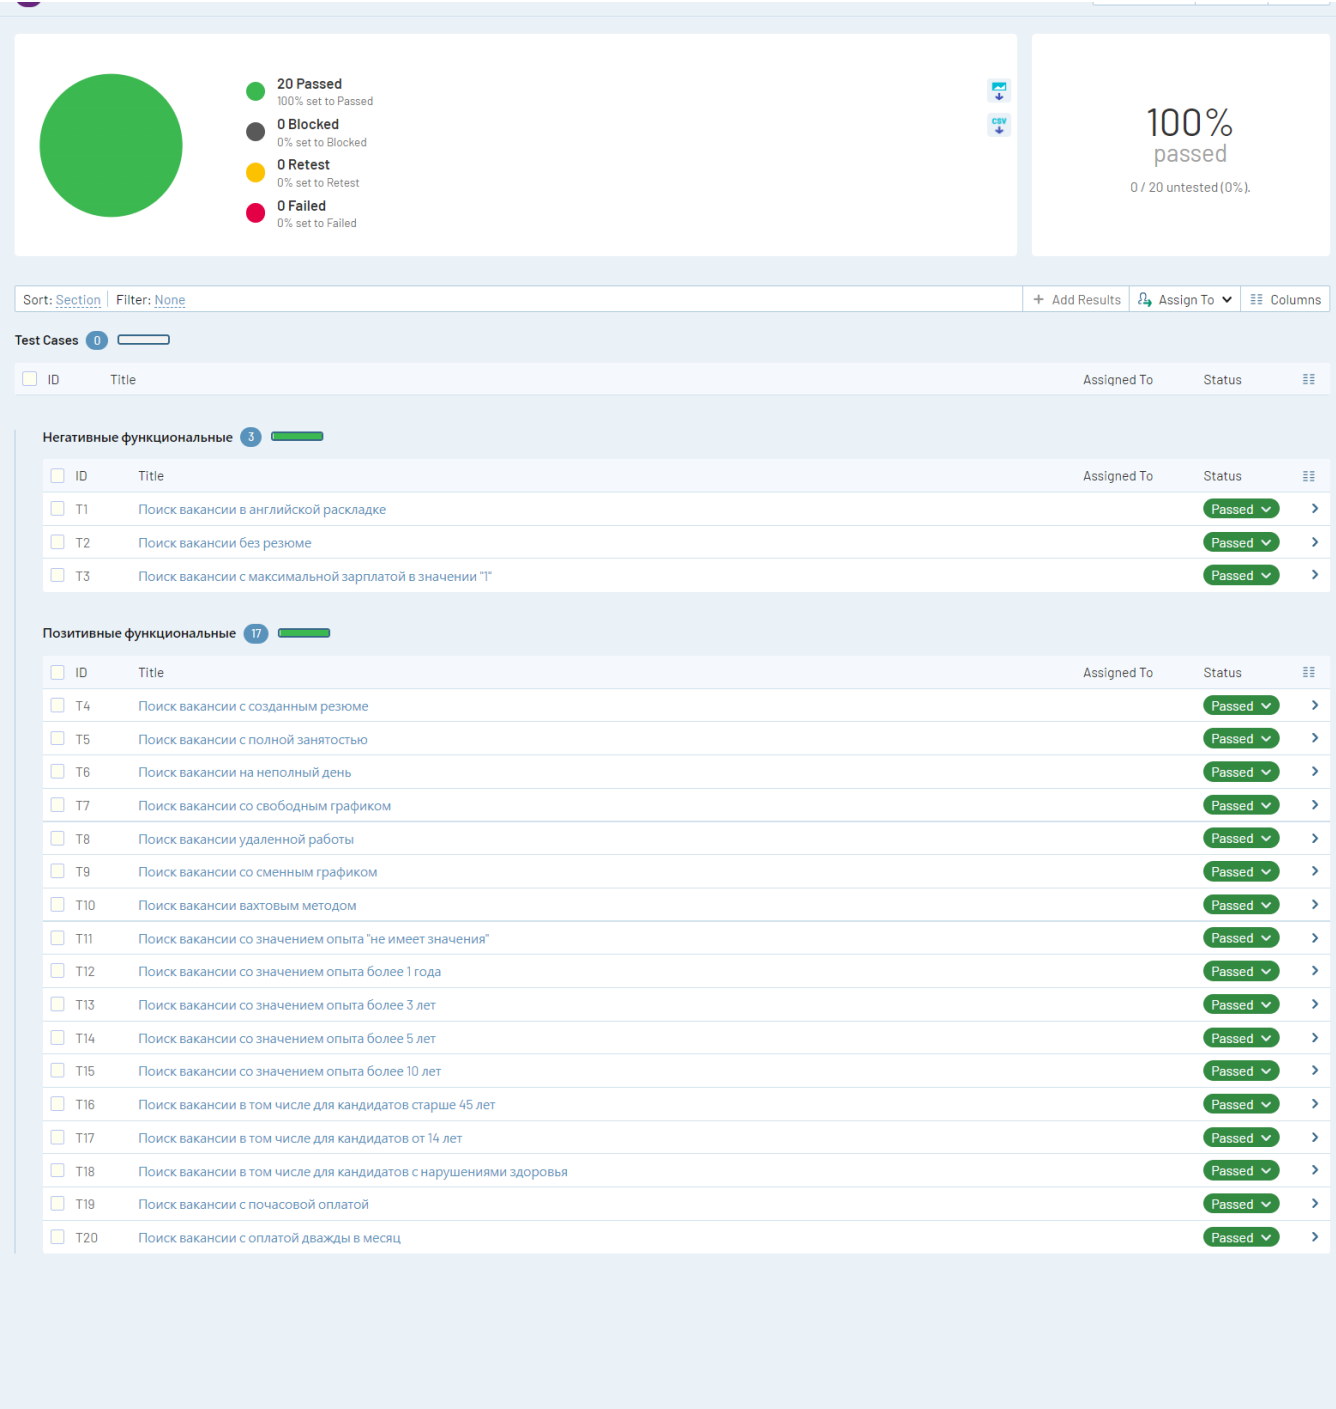 20 Passed
100% set to Passed
0 Blocked
0% set to Blocked
0 Retest
0% set to Retest
0 Failed
0% set to Failed
CSV
100%
passed
0 / 20 untested (0%).
Sort: Section Filter: None + Add Results Assign To Columns
Test Cases 0
ID Title Assigned To Status
Негативные функциональные 3
ID Title Assigned To Status
T1 Поиск вакансии в английской раскладке Passed
T2 Поиск вакансии без резюме Passed
T3 Поиск вакансии с максимальной зарплатой в значении "1" Passed
Позитивные функциональные 17
ID Title Assigned To Status
T4 Поиск вакансии с созданным резюме Passed
T5 Поиск вакансии с полной занятостью Passed
T6 Поиск вакансии на неполный день Passed
T7 Поиск вакансии со свободным графиком Passed
T8 Поиск вакансии удаленной работы Passed
T9 Поиск вакансии со сменным графиком Passed
T10 Поиск вакансии вахтовым методом Passed
T11 Поиск вакансии со значением опыта "не имеет значения" Passed
T12 Поиск вакансии со значением опыта более 1 года Passed
T13 Поиск вакансии со значением опыта более 3 лет Passed
T14 Поиск вакансии со значением опыта более 5 лет Passed
T15 Поиск вакансии со значением опыта более 10 лет Passed
T16 Поиск вакансии в том числе для кандидатов старше 45 лет Passed
T17 Поиск вакансии в том числе для кандидатов от 14 лет Passed
T18 Поиск вакансии в том числе для кандидатов с нарушениями здоровья Passed
T19 Поиск вакансии с почасовой оплатой Passed
T20 Поиск вакансии с оплатой дважды в месяц Passed